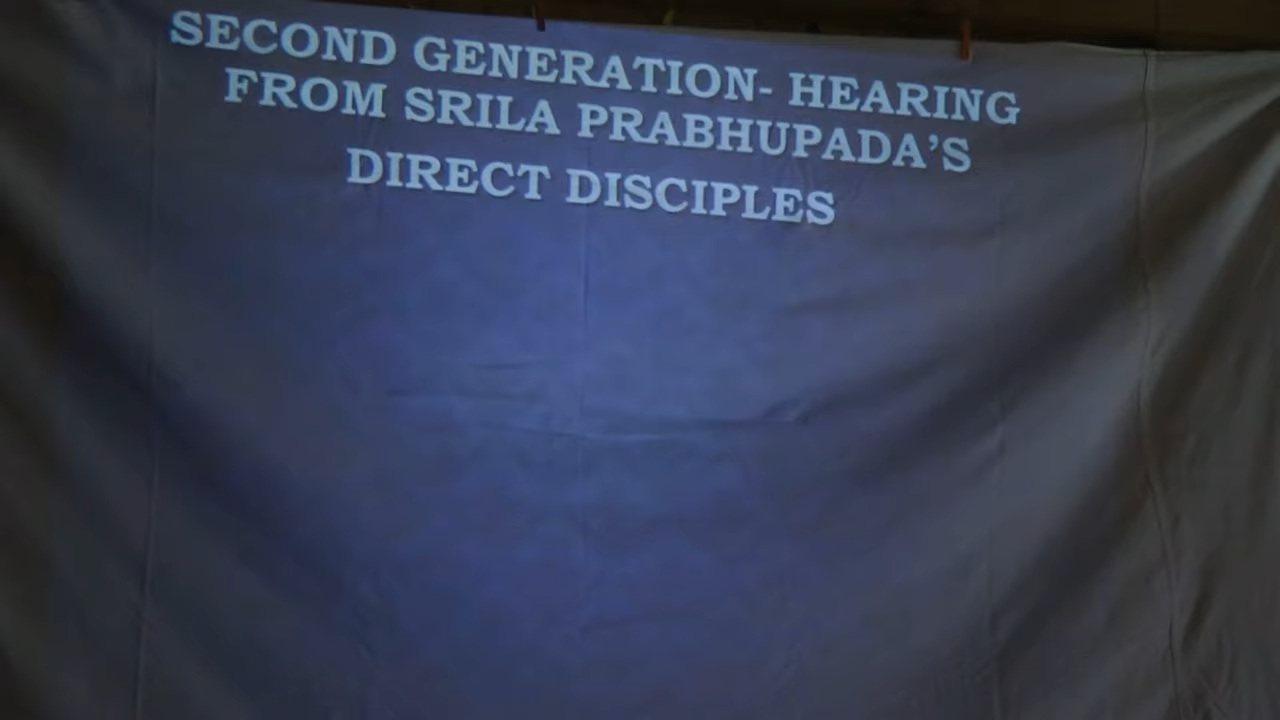 SECOND GENERATION- HEARING
FROM SRILA PRABHUPADA'S
DIRECT DISCIPLES